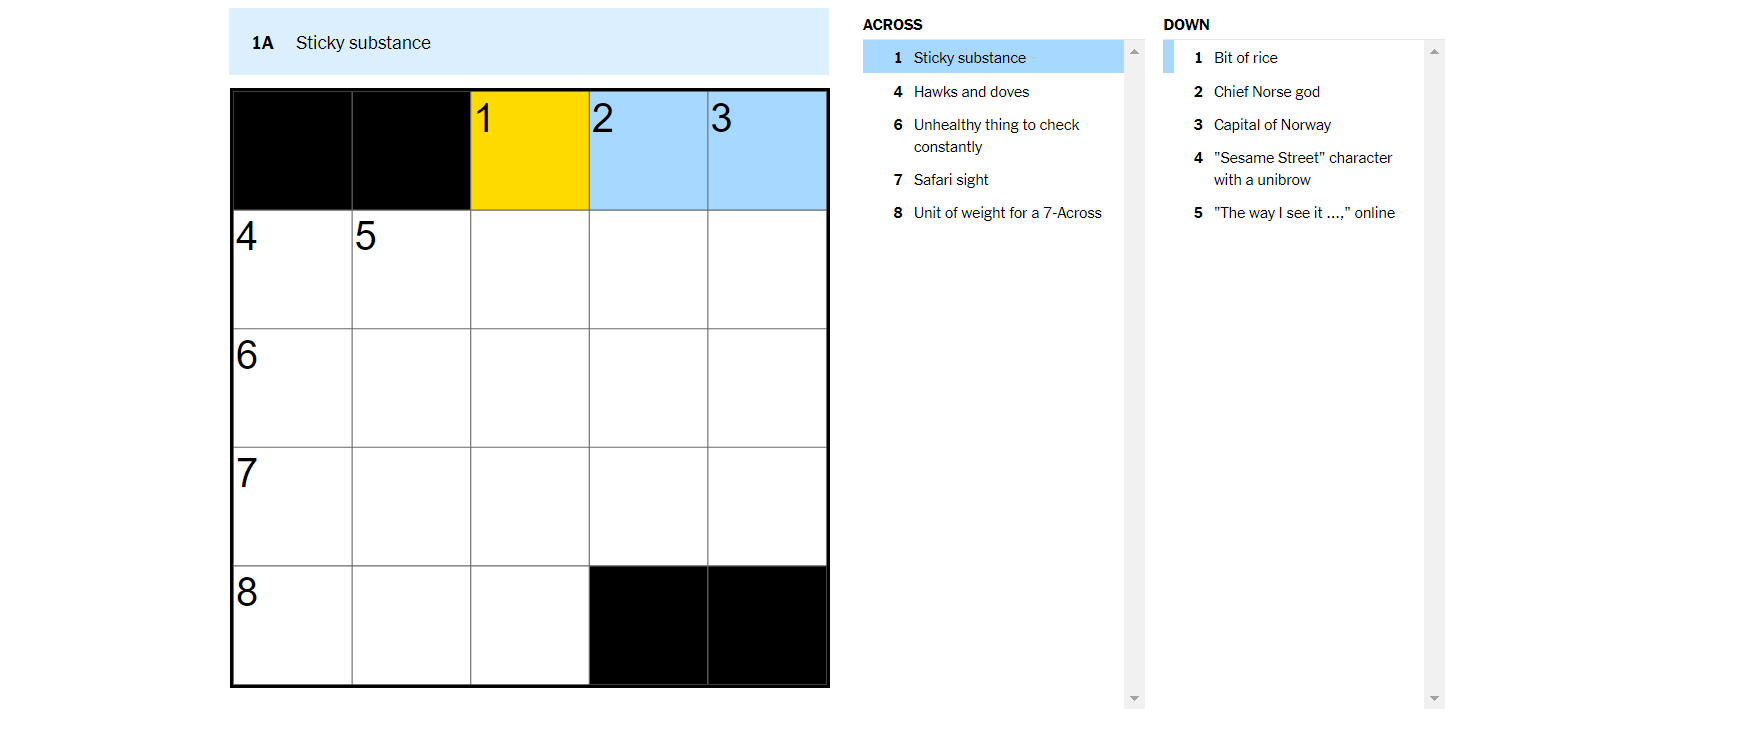 1A Sticky substance
1 2 3
4 5
6
7
8
ACROSS
1 Sticky substance
4 Hawks and doves
6 Unhealthy thing to check
constantly
7 Safari sight
8 Unit of weight for a 7-Across
DOWN
1 Bit of rice
2 Chief Norse god
3 Capital of Norway
4 "Sesame Street" character
with a unibrow
5 "The way I see it ...," online